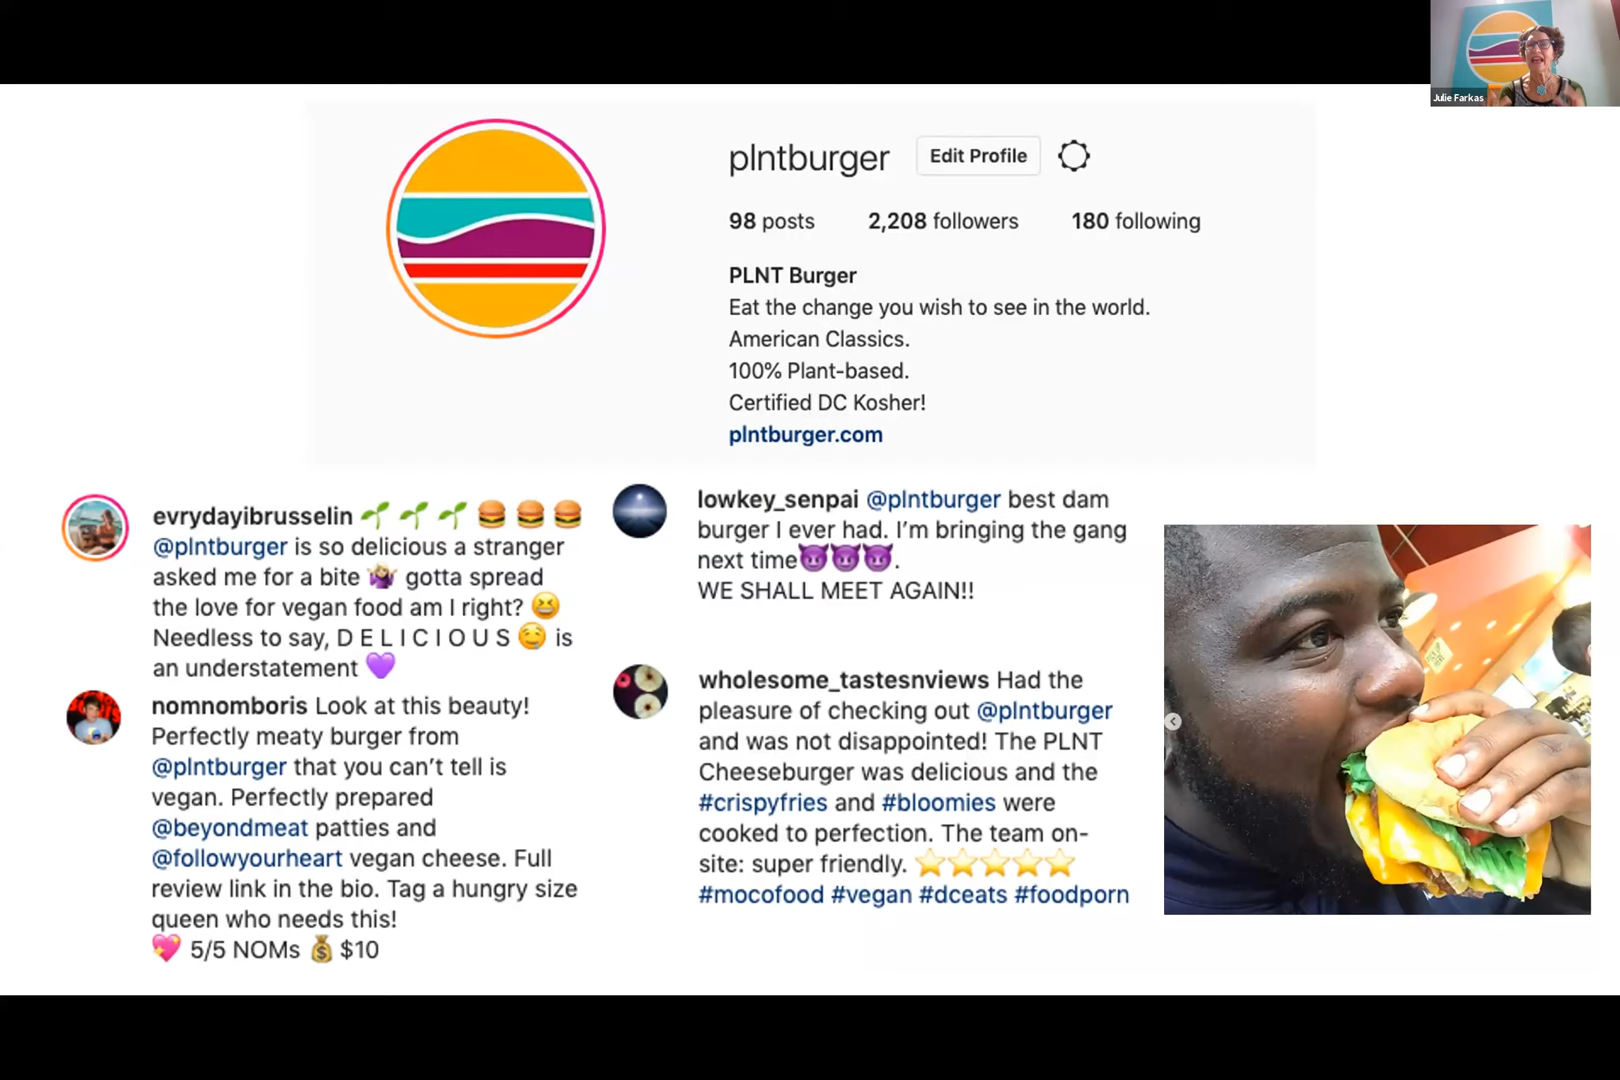 Julie Farkas
plntburger Edit Profile
98 posts 2,208 followers 180 following
PLNT Burger
Eat the change you wish to see in the world.
American Classics.
100% Plant-based.
Certified DC Kosher!
plntburger.com
evrydayibrusselin 🌱 🌱 🌱 🍔 🍔 🍔
@plntburger is so delicious a stranger
asked me for a bite 🤷‍♀️ gotta spread
the love for vegan food am I right? 😆
Needless to say, D E L I C I O U S 🤤 is
an understatement 💜
nomnomboris Look at this beauty!
Perfectly meaty burger from
@plntburger that you can't tell is
vegan. Perfectly prepared
@beyondmeat patties and
@followyourheart vegan cheese. Full
review link in the bio. Tag a hungry size
queen who needs this!
💖 5/5 NOMs 💰 $10
lowkey_senpai @plntburger best dam
burger I ever had. I'm bringing the gang
next time😈😈😈.
WE SHALL MEET AGAIN!!
wholesome_tastesnviews Had the
pleasure of checking out @plntburger
and was not disappointed! The PLNT
Cheeseburger was delicious and the
#crispyfries and #bloomies were
cooked to perfection. The team on-
site: super friendly. ⭐⭐⭐⭐⭐
#mocofood #vegan #dceats #foodporn